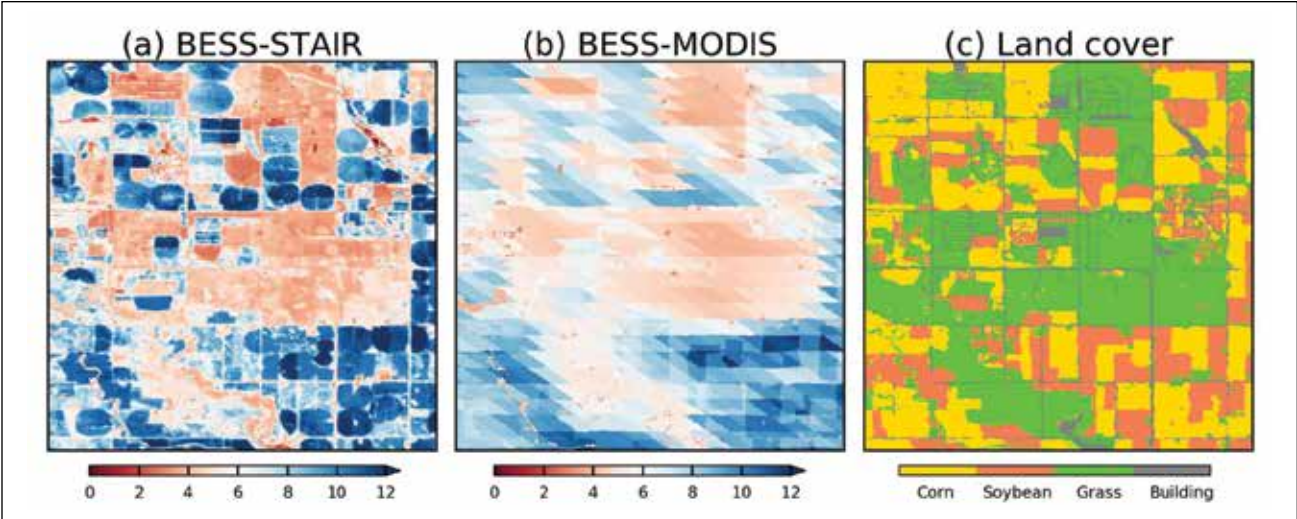 (a) BESS-STAIR (b) BESS-MODIS (c) Land cover
0 2 4 6 8 10 12 0 2 4 6 8 10 12 Corn Soybean Grass Building